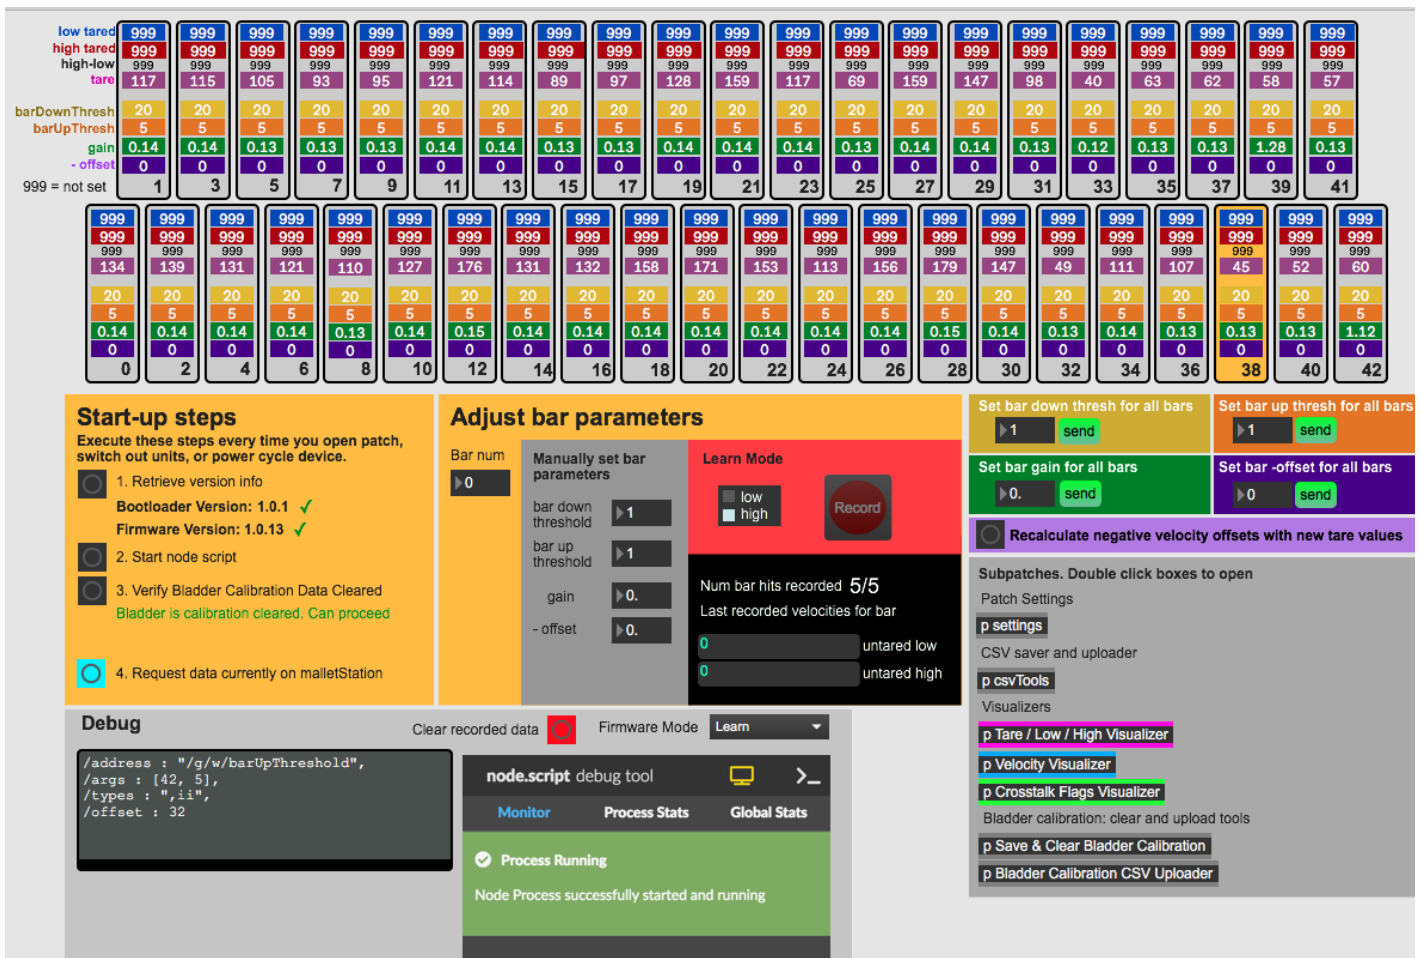 low tared 999 999 999 999 999 999 999 999 999 999 999 999 999 999 999 999 999 999 999 999 999
high tared 999 999 999 999 999 999 999 999 999 999 999 999 999 999 999 999 999 999 999 999 999
high-low 999 999 999 999 999 999 999 999 999 999 999 999 999 999 999 999 999 999 999 999 999
tare 117 115 105 93 95 121 114 89 97 128 159 117 69 159 147 98 40 63 62 58 57
barDownThresh 20 20 20 20 20 20 20 20 20 20 20 20 20 20 20 20 20 20 20 20 20
barUpThresh 5 5 5 5 5 5 5 5 5 5 5 5 5 5 5 5 5 5 5 5 5
gain 0.14 0.14 0.13 0.13 0.13 0.14 0.14 0.13 0.13 0.14 0.14 0.14 0.13 0.14 0.14 0.13 0.12 0.13 0.13 1.28 0.13
- offset 0 0 0 0 0 0 0 0 0 0 0 0 0 0 0 0 0 0 0 0 0
999 = not set 1 3 5 7 9 11 13 15 17 19 21 23 25 27 29 31 33 35 37 39 41
999 999 999 999 999 999 999 999 999 999 999 999 999 999 999 999 999 999 999 999 999 999
999 999 999 999 999 999 999 999 999 999 999 999 999 999 999 999 999 999 999 999 999 999
999 999 999 999 999 999 999 999 999 999 999 999 999 999 999 999 999 999 999 999 999 999
134 139 131 121 110 127 176 131 132 158 171 153 113 156 179 147 49 111 107 45 52 60
20 20 20 20 20 20 20 20 20 20 20 20 20 20 20 20 20 20 20 20 20 20
5 5 5 5 5 5 5 5 5 5 5 5 5 5 5 5 5 5 5 5 5 5
0.14 0.14 0.14 0.14 0.13 0.14 0.15 0.14 0.14 0.14 0.14 0.14 0.14 0.14 0.15 0.14 0.13 0.14 0.13 0.13 0.13 1.12
0 0 0 0 0 0 0 0 0 0 0 0 0 0 0 0 0 0 0 0 0 0
0 2 4 6 8 10 12 14 16 18 20 22 24 26 28 30 32 34 36 38 40 42
Start-up steps
Execute these steps every time you open patch,
switch out units, or power cycle device.
1. Retrieve version info
Bootloader Version: 1.0.1 ✓
Firmware Version: 1.0.13 ✓
2. Start node script
3. Verify Bladder Calibration Data Cleared
Bladder is calibration cleared. Can proceed
4. Request data currently on malletStation
Adjust bar parameters
Bar num
0
Manually set bar
parameters
bar down
threshold
1
bar up
threshold
1
gain
0.
- offset
0.
Learn Mode
low
high
Record
Num bar hits recorded 5/5
Last recorded velocities for bar
0 untared low
0 untared high
Set bar down thresh for all bars
1 send
Set bar up thresh for all bars
1 send
Set bar gain for all bars
0. send
Set bar -offset for all bars
0 send
Recalculate negative velocity offsets with new tare values
Subpatches. Double click boxes to open
Patch Settings
p settings
CSV saver and uploader
p csvTools
Visualizers
p Tare / Low / High Visualizer
p Velocity Visualizer
p Crosstalk Flags Visualizer
Bladder calibration: clear and upload tools
p Save & Clear Bladder Calibration
p Bladder Calibration CSV Uploader
Debug
Clear recorded data
Firmware Mode Learn
/address : "/g/w/barUpThreshold",
/args : [42, 5],
/types : ",ii",
/offset : 32
node.script debug tool
Monitor Process Stats Global Stats
Process Running
Node Process successfully started and running